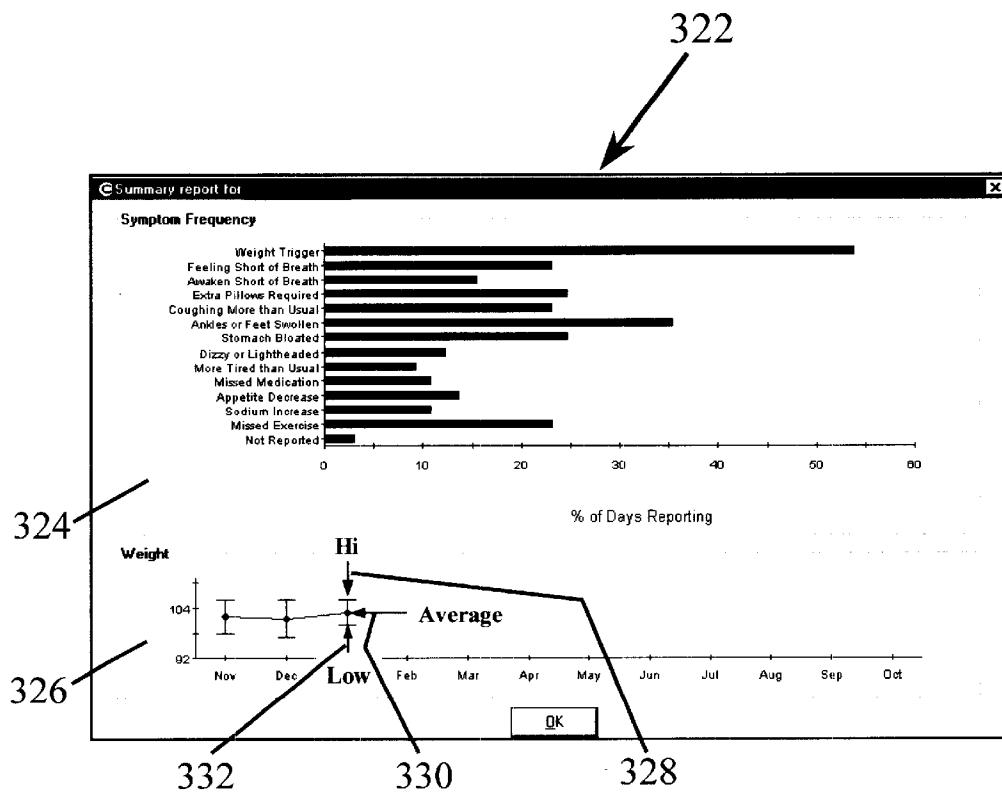 322
Summary report for
Symptom Frequency
Weight Trigger
Feeling Short of Breath
Awaken Short of Breath
Extra Pillows Required
Coughing More than Usual
Ankles or Feet Swollen
Stomach Bloated
Dizzy or Lightheaded
More Tired than Usual
Missed Medication
Appetite Decrease
Sodium Increase
Missed Exercise
Not Reported
0 10 20 30 40 50 60
% of Days Reporting
324
Weight
Hi
104
Average
92
Low
Nov Dec Feb Mar Apr May Jun Jul Aug Sep Oct
326
OK
332 330 328